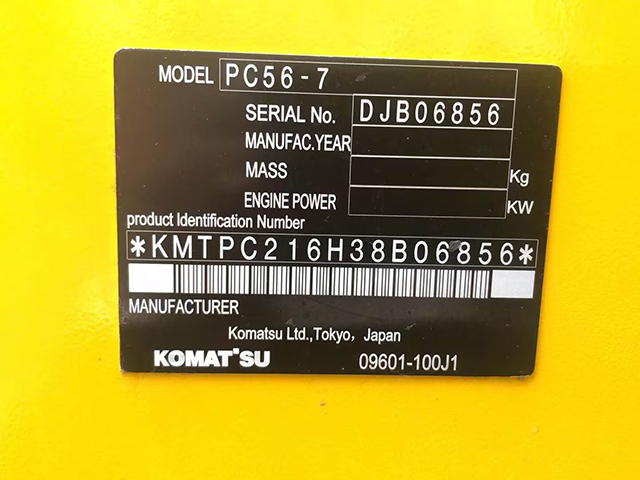 MODEL PC56-7
SERIAL No. DJB06856
MANUFAC.YEAR
MASS Kg
ENGINE POWER KW
product Identification Number
*KMTPC216H38B06856*
MANUFACTURER
Komatsu Ltd.,Tokyo, Japan
KOMATSU 09601-100J1